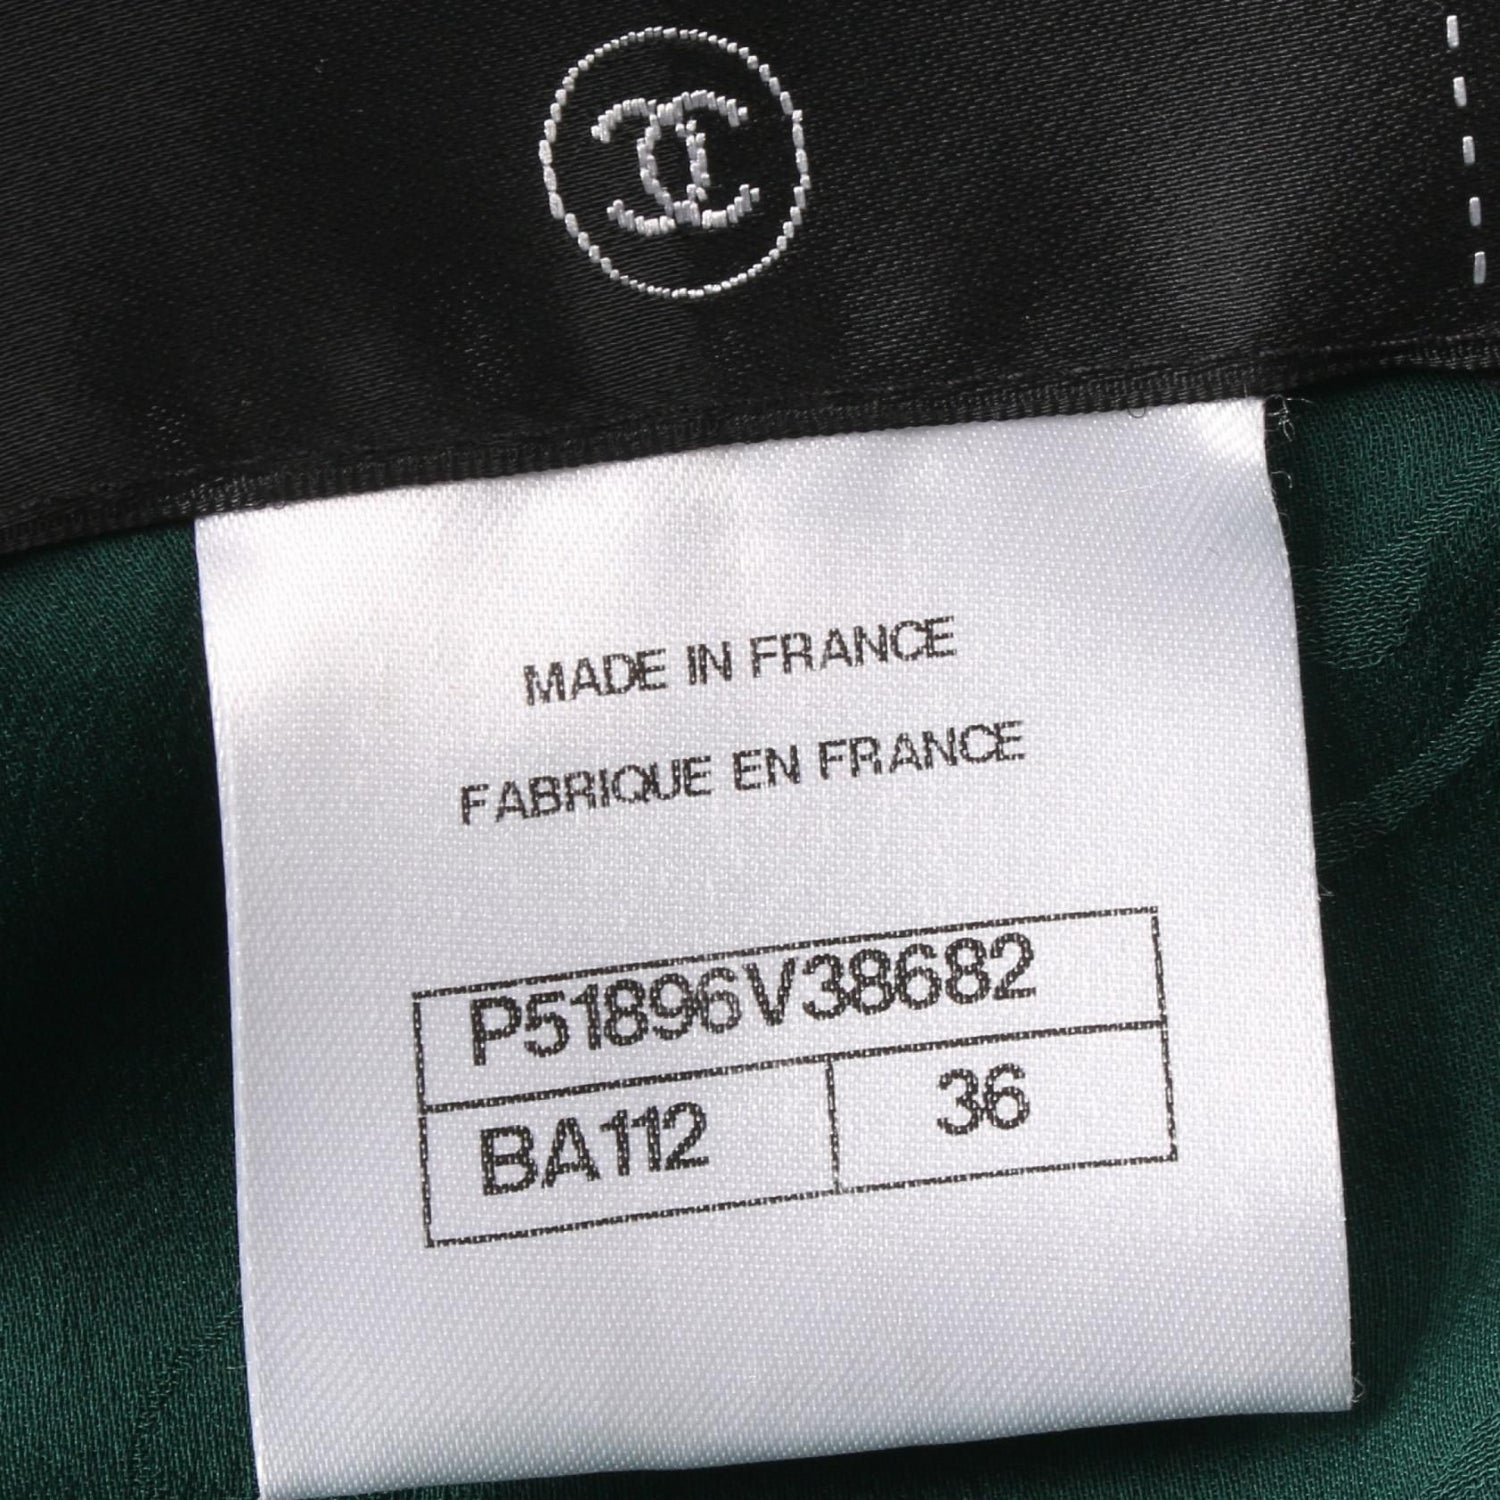 MADE IN FRANCE
FABRIQUE EN FRANCE
P51896V38682
BA112 36